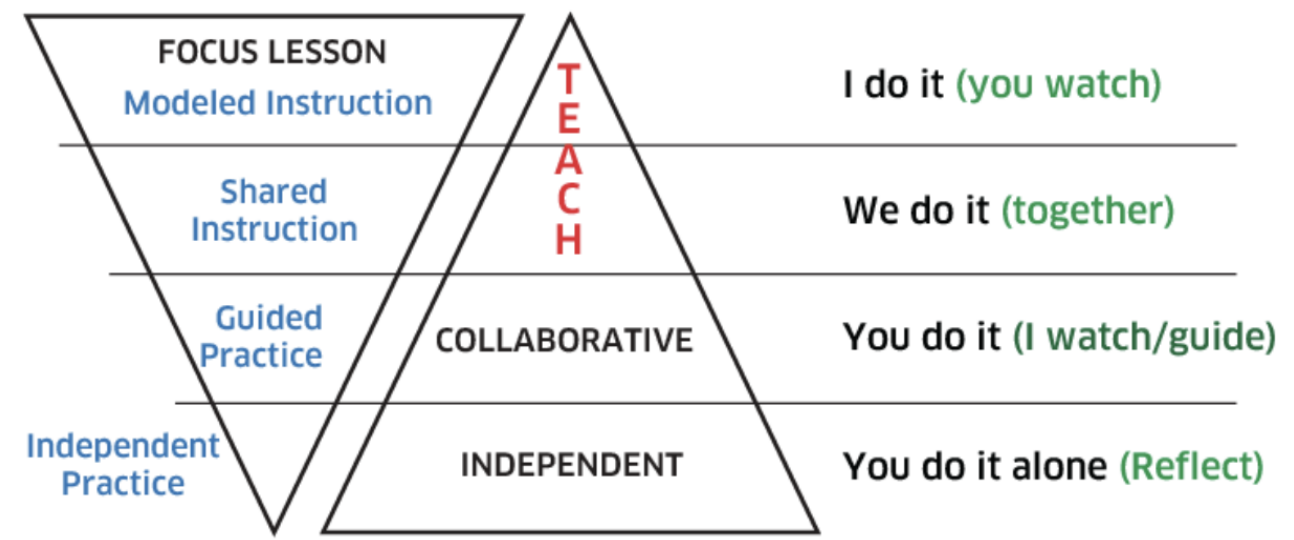 FOCUS LESSON
Modeled Instruction
TEACH
I do it (you watch)
Shared
Instruction
We do it (together)
Guided
Practice
COLLABORATIVE
You do it (I watch/guide)
Independent
Practice
INDEPENDENT
You do it alone (Reflect)